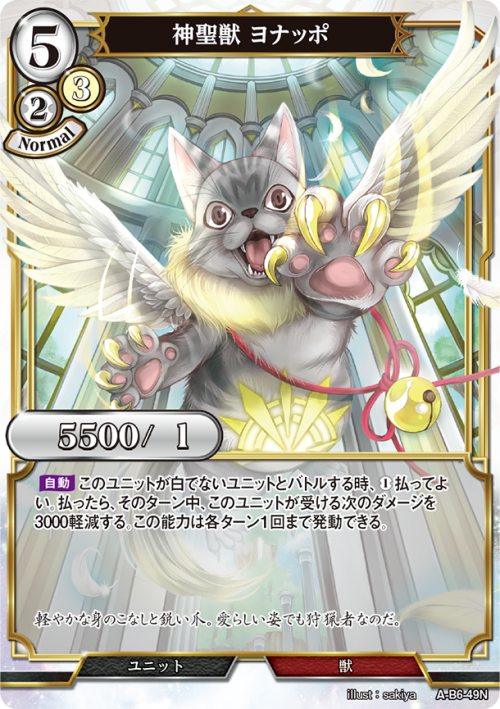 神聖獣 ヨナッポ
5
2
3
Normal
5500/ 1
自動 このユニットが白でないユニットとバトルする時、①払ってよ
い。払ったら、そのターン中、このユニットが受ける次のダメージを
3000軽減する。この能力は各ターン1回まで発動できる。
軽やかな身のこなしと鋭い爪。愛らしい姿でも狩猟者なのだ。
ユニット
獣
illust：sakiya
A-B6-49N